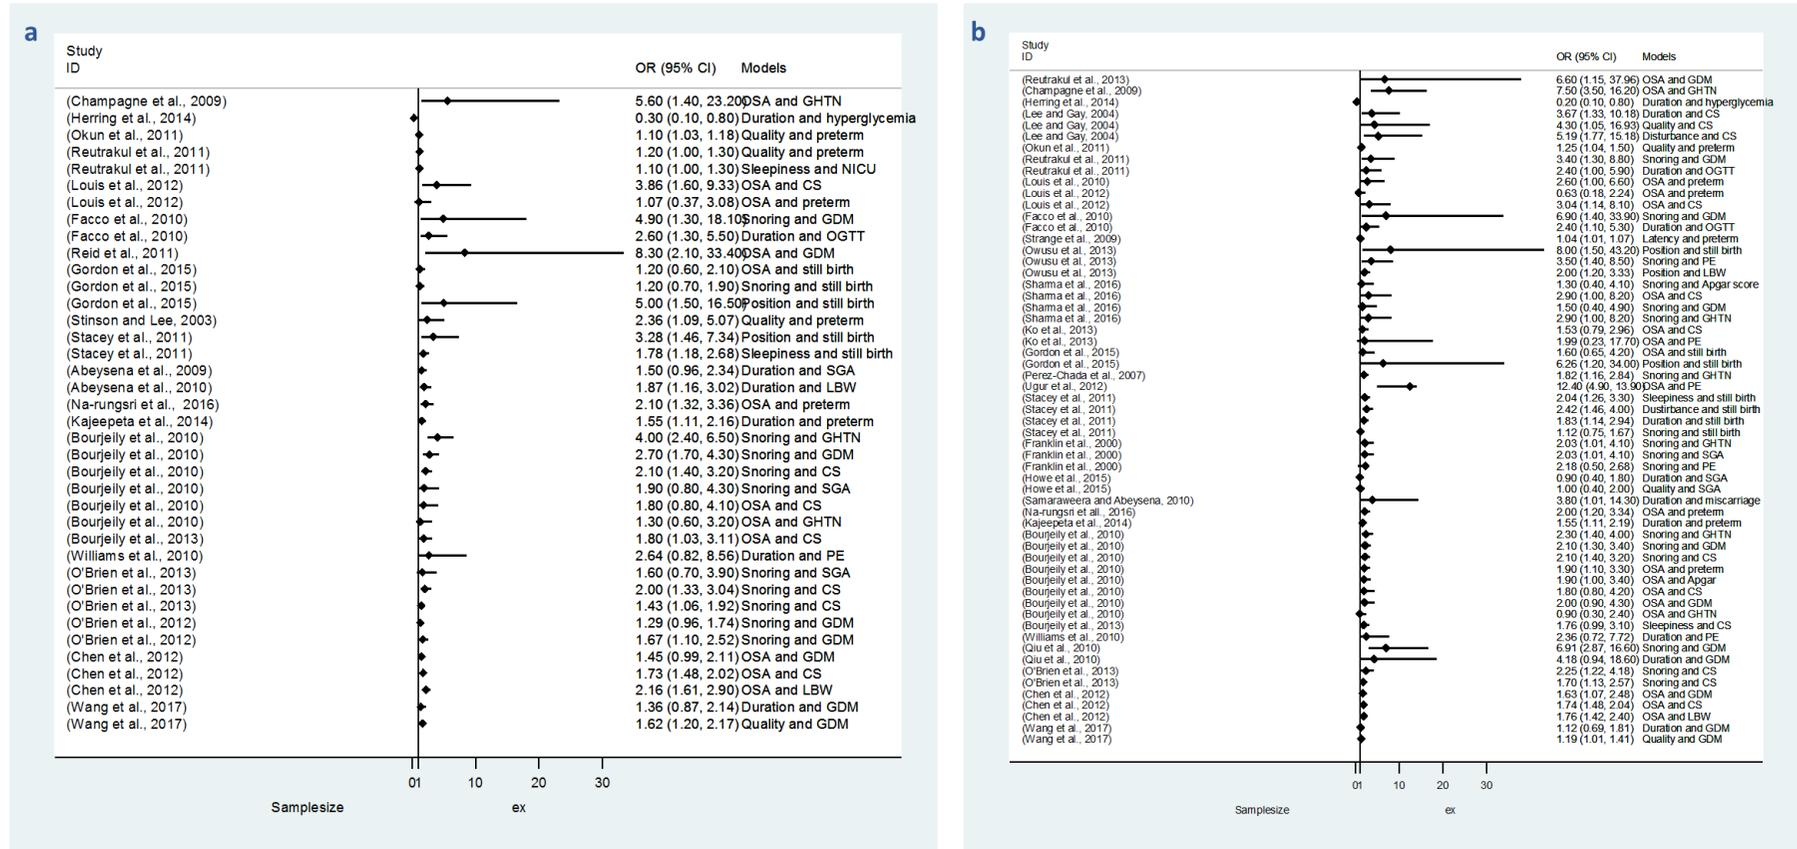 a
Study
ID OR (95% CI) Models
(Champagne et al., 2009) 5.60 (1.40, 23.20) OSA and GHTN
(Herring et al., 2014) 0.30 (0.10, 0.80) Duration and hyperglycemia
(Okun et al., 2011) 1.10 (1.03, 1.18) Quality and preterm
(Reutrakul et al., 2011) 1.20 (1.00, 1.30) Quality and preterm
(Reutrakul et al., 2011) 1.10 (1.00, 1.30) Sleepiness and NICU
(Louis et al., 2012) 3.86 (1.60, 9.33) OSA and CS
(Louis et al., 2012) 1.07 (0.37, 3.08) OSA and preterm
(Facco et al., 2010) 4.90 (1.30, 18.10) Snoring and GDM
(Facco et al., 2010) 2.60 (1.30, 5.50) Duration and OGTT
(Reid et al., 2011) 8.30 (2.10, 33.40) OSA and GDM
(Gordon et al., 2015) 1.20 (0.60, 2.10) OSA and still birth
(Gordon et al., 2015) 1.20 (0.70, 1.90) Snoring and still birth
(Gordon et al., 2015) 5.00 (1.50, 16.50) Position and still birth
(Stinson and Lee, 2003) 2.36 (1.09, 5.07) Quality and preterm
(Stacey et al., 2011) 3.28 (1.46, 7.34) Position and still birth
(Stacey et al., 2011) 1.78 (1.18, 2.68) Sleepiness and still birth
(Abeysena et al., 2009) 1.50 (0.96, 2.34) Duration and SGA
(Abeysena et al., 2010) 1.87 (1.16, 3.02) Duration and LBW
(Na-rungsri et al., 2016) 2.10 (1.32, 3.36) OSA and preterm
(Kajeepeta et al., 2014) 1.55 (1.11, 2.16) Duration and preterm
(Bourjeily et al., 2010) 4.00 (2.40, 6.50) Snoring and GHTN
(Bourjeily et al., 2010) 2.70 (1.70, 4.30) Snoring and GDM
(Bourjeily et al., 2010) 2.10 (1.40, 3.20) Snoring and CS
(Bourjeily et al., 2010) 1.90 (0.80, 4.30) Snoring and SGA
(Bourjeily et al., 2010) 1.80 (0.80, 4.10) OSA and CS
(Bourjeily et al., 2010) 1.30 (0.60, 3.20) OSA and GHTN
(Bourjeily et al., 2013) 1.80 (1.03, 3.11) OSA and CS
(Williams et al., 2010) 2.64 (0.82, 8.56) Duration and PE
(O'Brien et al., 2013) 1.60 (0.70, 3.90) Snoring and SGA
(O'Brien et al., 2013) 2.00 (1.33, 3.04) Snoring and CS
(O'Brien et al., 2013) 1.43 (1.06, 1.92) Snoring and CS
(O'Brien et al., 2012) 1.29 (0.96, 1.74) Snoring and GDM
(O'Brien et al., 2012) 1.67 (1.10, 2.52) Snoring and GDM
(Chen et al., 2012) 1.45 (0.99, 2.11) OSA and GDM
(Chen et al., 2012) 1.73 (1.48, 2.02) OSA and CS
(Chen et al., 2012) 2.16 (1.61, 2.90) OSA and LBW
(Wang et al., 2017) 1.36 (0.87, 2.14) Duration and GDM
(Wang et al., 2017) 1.62 (1.20, 2.17) Quality and GDM
01 10 20 30
Samplesize ex
b
Study
ID OR (95% CI) Models
(Reutrakul et al., 2013) 6.60 (1.15, 37.96) OSA and GDM
(Champagne et al., 2009) 7.50 (3.50, 16.20) OSA and GHTN
(Herring et al., 2014) 0.20 (0.10, 0.80) Duration and hyperglycemia
(Lee and Gay, 2004) 3.67 (1.33, 10.18) Duration and CS
(Lee and Gay, 2004) 4.30 (1.05, 16.93) Quality and CS
(Lee and Gay, 2004) 5.19 (1.77, 15.18) Disturbance and CS
(Okun et al., 2011) 1.25 (1.04, 1.50) Quality and preterm
(Reutrakul et al., 2011) 3.40 (1.30, 8.80) Snoring and GDM
(Reutrakul et al., 2011) 2.40 (1.00, 5.90) Duration and OGTT
(Louis et al., 2010) 2.60 (1.00, 6.60) OSA and preterm
(Louis et al., 2012) 0.63 (0.18, 2.24) OSA and preterm
(Louis et al., 2012) 3.04 (1.14, 8.10) OSA and CS
(Facco et al., 2010) 6.90 (1.40, 33.90) Snoring and GDM
(Facco et al., 2010) 2.40 (1.10, 5.30) Duration and OGTT
(Strange et al., 2009) 1.04 (1.01, 1.07) Latency and preterm
(Owusu et al., 2013) 8.00 (1.50, 43.20) Position and still birth
(Owusu et al., 2013) 3.50 (1.40, 8.50) Snoring and PE
(Owusu et al., 2013) 2.00 (1.20, 3.33) Position and LBW
(Sharma et al., 2016) 1.30 (0.40, 4.10) Snoring and Apgar score
(Sharma et al., 2016) 2.90 (1.00, 8.20) OSA and CS
(Sharma et al., 2016) 1.50 (0.40, 4.90) Snoring and GDM
(Sharma et al., 2016) 2.90 (1.00, 8.20) Snoring and GHTN
(Ko et al., 2013) 1.53 (0.79, 2.96) OSA and CS
(Ko et al., 2013) 1.99 (0.23, 17.70) OSA and PE
(Gordon et al., 2015) 1.60 (0.65, 4.20) OSA and still birth
(Gordon et al., 2015) 6.26 (1.20, 34.00) Position and still birth
(Perez-Chada et al., 2007) 1.82 (1.16, 2.84) Snoring and GHTN
(Ugur et al., 2012) 12.40 (4.90, 13.90) OSA and PE
(Stacey et al., 2011) 2.04 (1.26, 3.30) Sleepiness and still birth
(Stacey et al., 2011) 2.42 (1.46, 4.00) Dustirbance and still birth
(Stacey et al., 2011) 1.83 (1.14, 2.94) Duration and still birth
(Stacey et al., 2011) 1.12 (0.75, 1.67) Snoring and still birth
(Franklin et al., 2000) 2.03 (1.01, 4.10) Snoring and GHTN
(Franklin et al., 2000) 2.03 (1.01, 4.10) Snoring and SGA
(Franklin et al., 2000) 2.18 (0.50, 2.68) Snoring and PE
(Howe et al., 2015) 0.90 (0.40, 1.80) Duration and SGA
(Howe et al., 2015) 1.00 (0.40, 2.00) Quality and SGA
(Samaraweera and Abeysena, 2010) 3.80 (1.01, 14.30) Duration and miscarriage
(Na-rungsri et all., 2016) 2.00 (1.20, 3.34) OSA and preterm
(Kajeepeta et al., 2014) 1.55 (1.11, 2.19) Duration and preterm
(Bourjeily et al., 2010) 2.30 (1.40, 4.00) Snoring and GHTN
(Bourjeily et al., 2010) 2.10 (1.30, 3.40) Snoring and GDM
(Bourjeily et al., 2010) 2.10 (1.40, 3.20) Snoring and CS
(Bourjeily et al., 2010) 1.90 (1.10, 3.30) OSA and preterm
(Bourjeily et al., 2010) 1.90 (1.00, 3.40) OSA and Apgar
(Bourjeily et al., 2010) 1.80 (0.80, 4.20) OSA and CS
(Bourjeily et al., 2010) 2.00 (0.90, 4.30) OSA and GDM
(Bourjeily et al., 2010) 0.90 (0.30, 2.40) OSA and GHTN
(Bourjeily et al., 2013) 1.76 (0.99, 3.10) Sleepiness and CS
(Williams et al., 2010) 2.36 (0.72, 7.72) Duration and PE
(Qiu et al., 2010) 6.91 (2.87, 16.60) Snoring and GDM
(Qiu et al., 2010) 4.18 (0.94, 18.60) Duration and GDM
(O'Brien et al., 2013) 2.25 (1.22, 4.18) Snoring and CS
(O'Brien et al., 2013) 1.70 (1.13, 2.57) Snoring and CS
(Chen et al., 2012) 1.63 (1.07, 2.48) OSA and GDM
(Chen et al., 2012) 1.74 (1.48, 2.04) OSA and CS
(Chen et al., 2012) 1.76 (1.42, 2.40) OSA and LBW
(Wang et al., 2017) 1.12 (0.69, 1.81) Duration and GDM
(Wang et al., 2017) 1.19 (1.01, 1.41) Quality and GDM
01 10 20 30
Samplesize ex